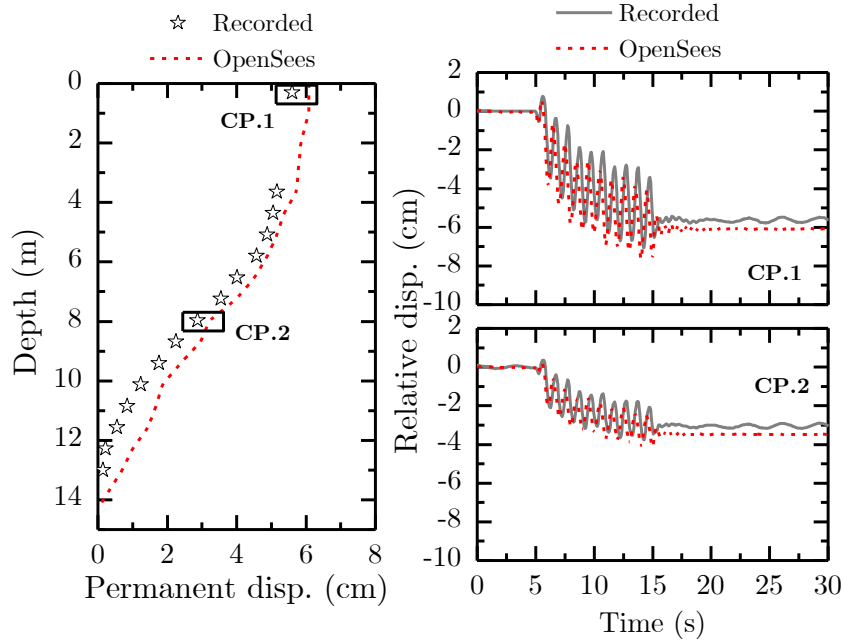 Recorded
OpenSees
0
2
4
6
8
10
12
14
Depth (m)
CP.1
CP.2
0 2 4 6 8
Permanent disp. (cm)
Recorded
OpenSees
2
0
-2
-4
-6
-8
-10
CP.1
Relative disp. (cm)
2
0
-2
-4
-6
-8
-10
CP.2
0 5 10 15 20 25 30
Time (s)